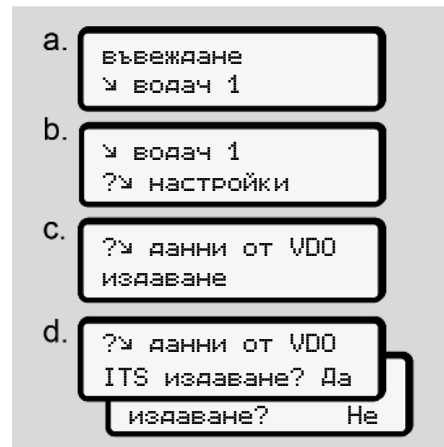 a.
въвеждане
↘ водач 1
b.
↘ водач 1
?↘ настройки
c.
?↘ данни от VDO
издаване
d.
?↘ данни от VDO
ITS издаване? Да
издаване? Не